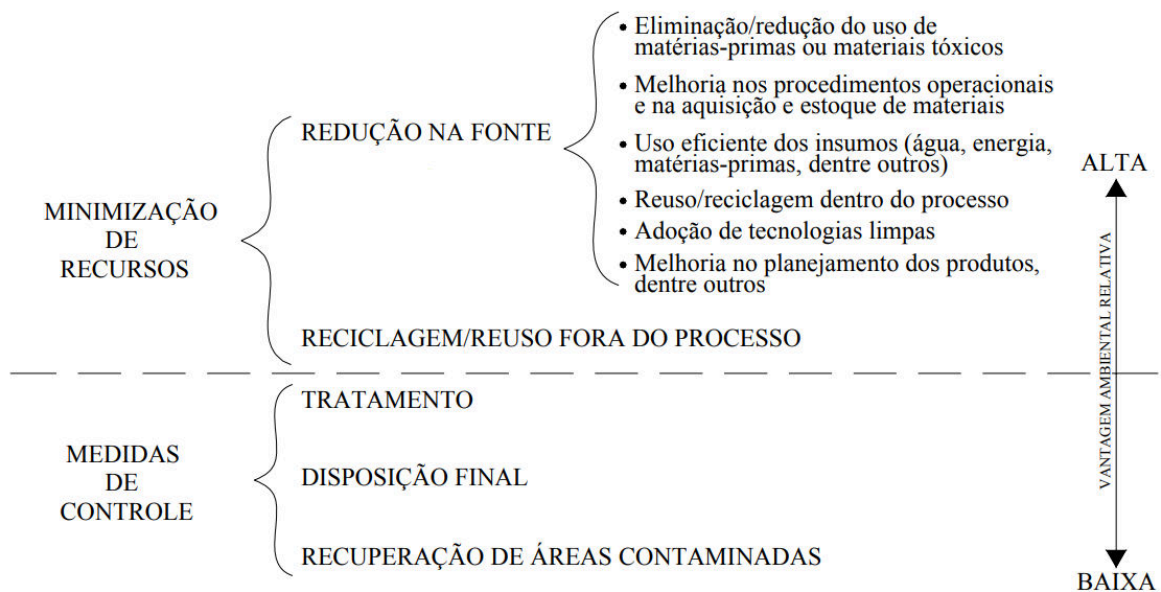 • Eliminação/redução do uso de
matérias-primas ou materiais tóxicos
• Melhoria nos procedimentos operacionais
e na aquisição e estoque de materiais
REDUÇÃO NA FONTE
• Uso eficiente dos insumos (água, energia,
matérias-primas, dentre outros)
• Reuso/reciclagem dentro do processo
• Adoção de tecnologias limpas
• Melhoria no planejamento dos produtos,
dentre outros
MINIMIZAÇÃO
DE
RECURSOS
RECICLAGEM/REUSO FORA DO PROCESSO
TRATAMENTO
MEDIDAS
DE
CONTROLE
DISPOSIÇÃO FINAL
RECUPERAÇÃO DE ÁREAS CONTAMINADAS
ALTA
VANTAGEM AMBIENTAL RELATIVA
BAIXA